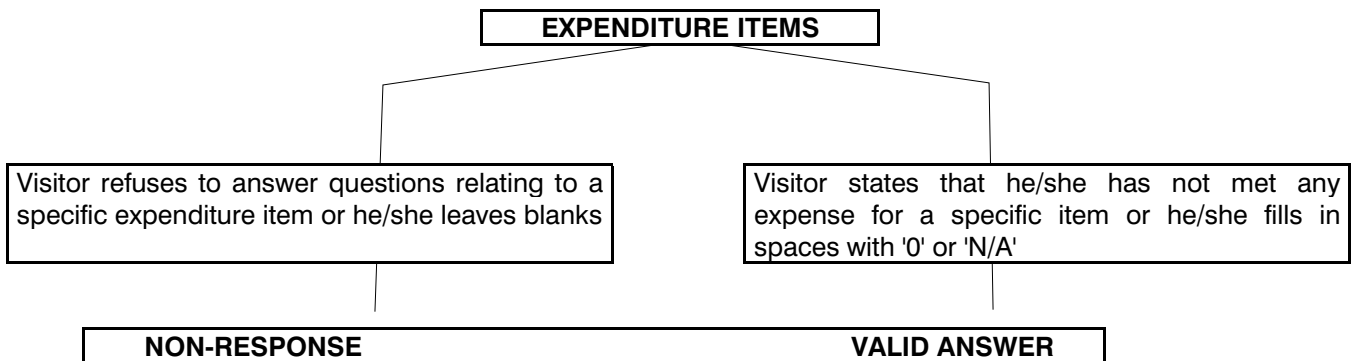 EXPENDITURE ITEMS
Visitor refuses to answer questions relating to a
specific expenditure item or he/she leaves blanks
Visitor states that he/she has not met any
expense for a specific item or he/she fills in
spaces with '0' or 'N/A'
NON-RESPONSE VALID ANSWER